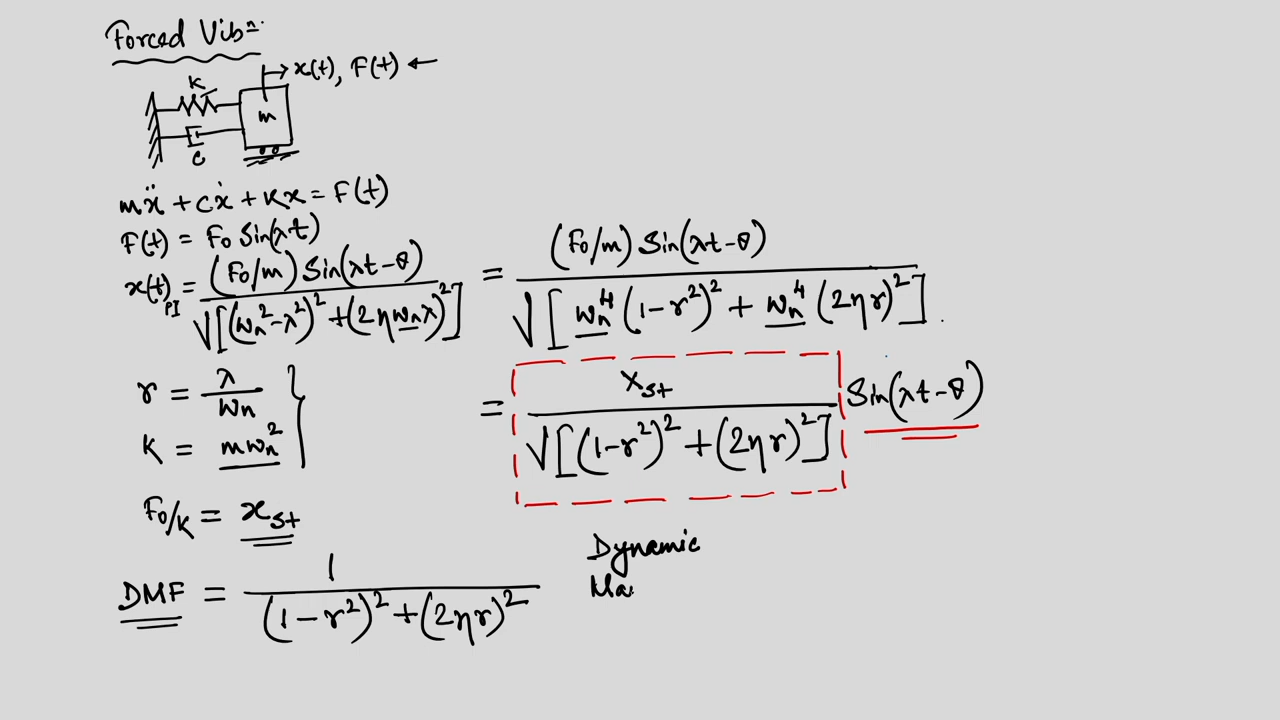 Forced Vibⁿ.
x(t), F(t) ←
K
m
C
mẍ + cẋ + Kx = F(t)
F(t) = F₀ Sin(λt)
x(t)_PI = (F₀/m) Sin(λt-θ) / √[(ωₙ²-λ²)² + (2ηωₙλ)²] = (F₀/m) Sin(λt-θ) / √[ωₙ⁴(1-r²)² + ωₙ⁴(2ηr)²].
r = λ/ωₙ
K = mωₙ²
= X_st / √[(1-r²)² + (2ηr)²] Sin(λt-θ)
F₀/K = x_st
DMF = 1 / (1-r²)² + (2ηr)²
Dynamic
Ma